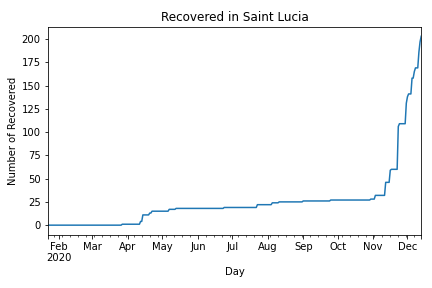 Recovered in Saint Lucia
Number of Recovered
200
175
150
125
100
75
50
25
0
Feb Mar Apr May Jun Jul Aug Sep Oct Nov Dec
2020
Day